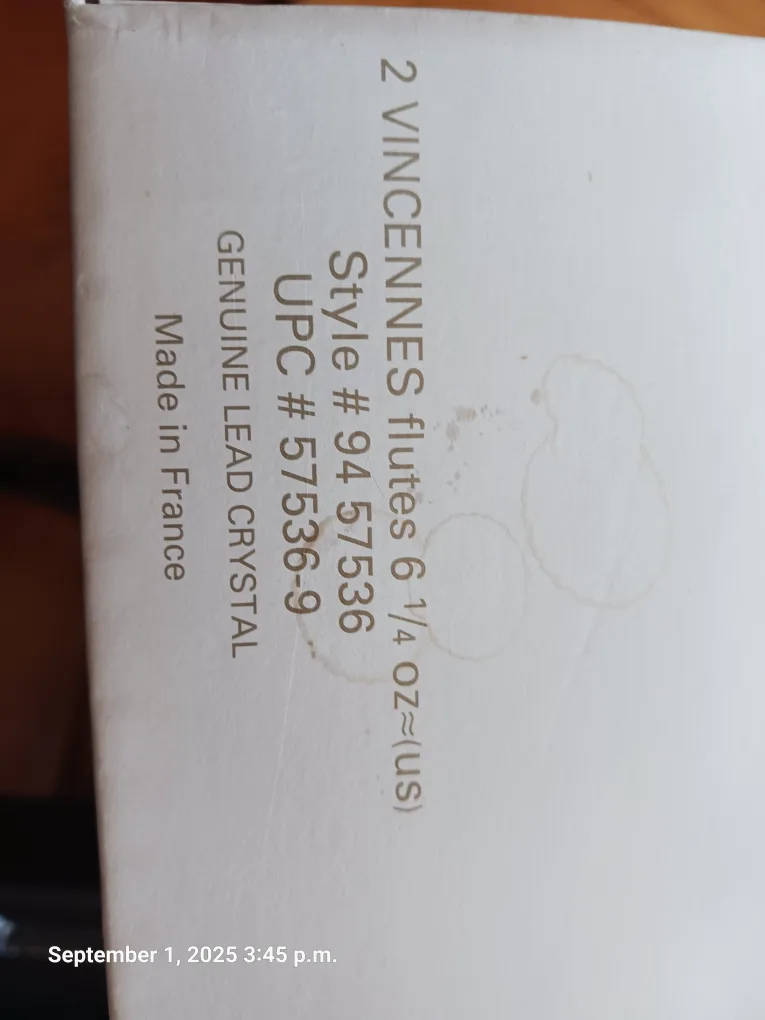 2 VINCENNES flutes 6 1/4 oz≈(us)
Style # 94 57536
UPC # 57536-9
GENUINE LEAD CRYSTAL
Made in France
September 1, 2025 3:45 p.m.